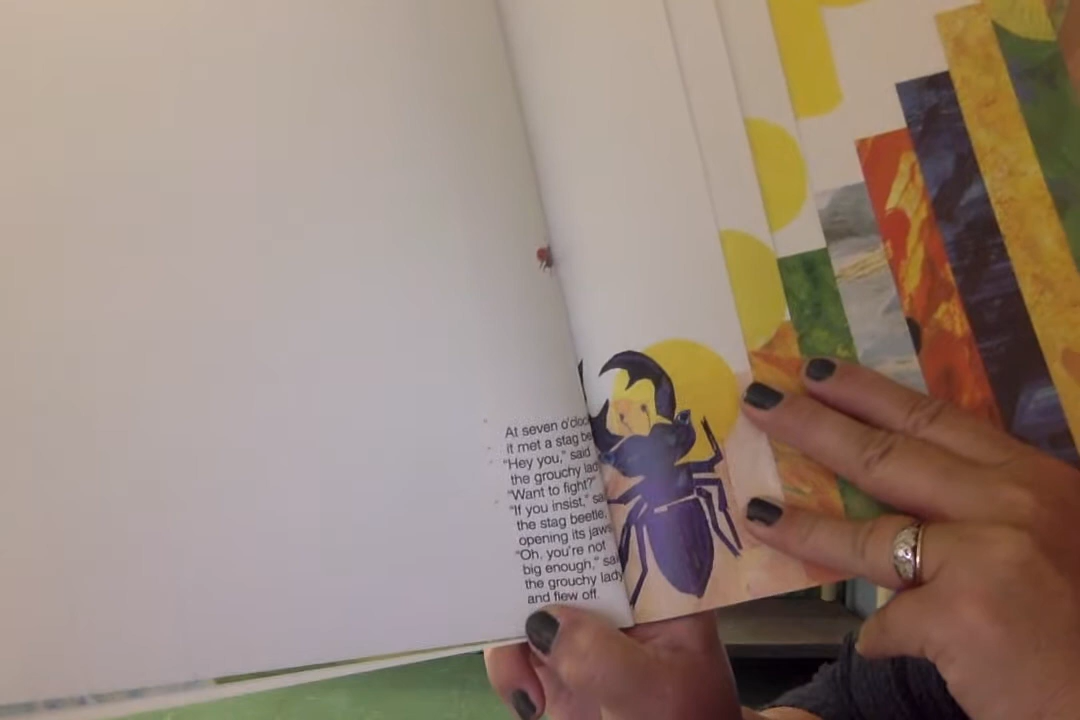 At seven o'cloc
it met a stag be
"Hey you," said
the grouchy lad
"Want to fight?"
"If you insist," sa
the stag beetle,
opening its jaws
"Oh, you're not
big enough," sai
the grouchy lady
and flew off.